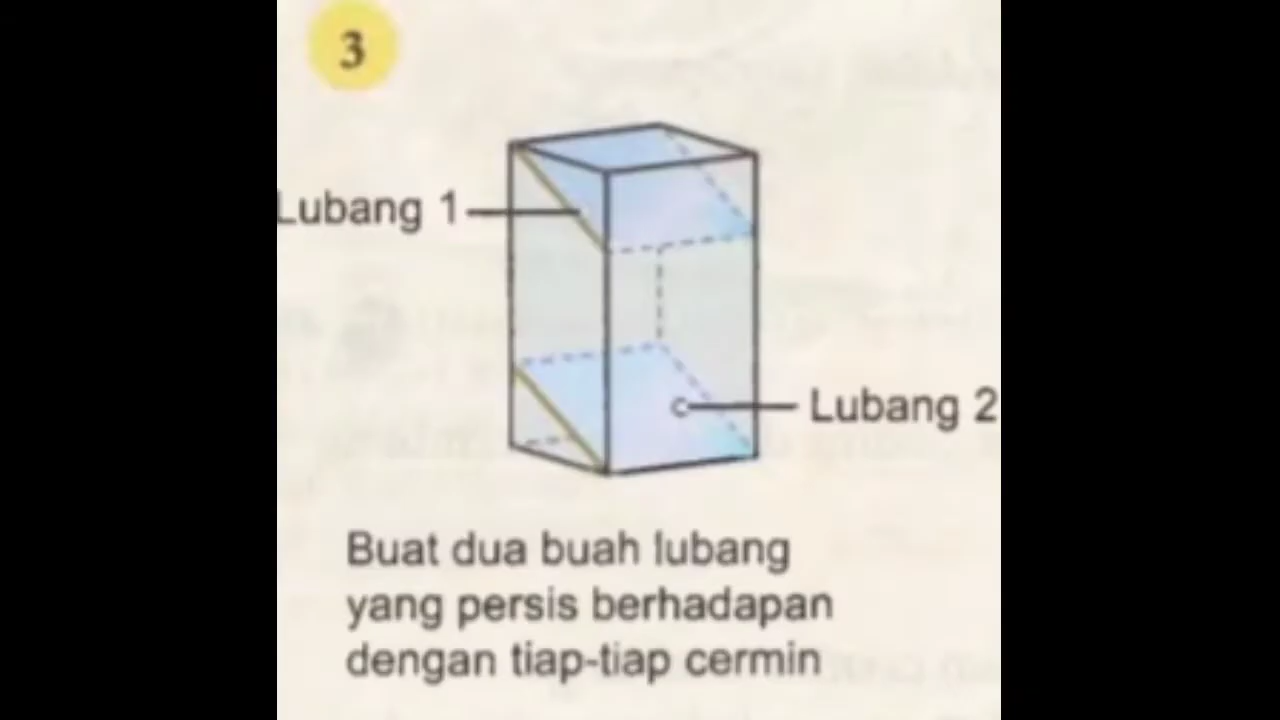 3
Lubang 1
Lubang 2
Buat dua buah lubang
yang persis berhadapan
dengan tiap-tiap cermin